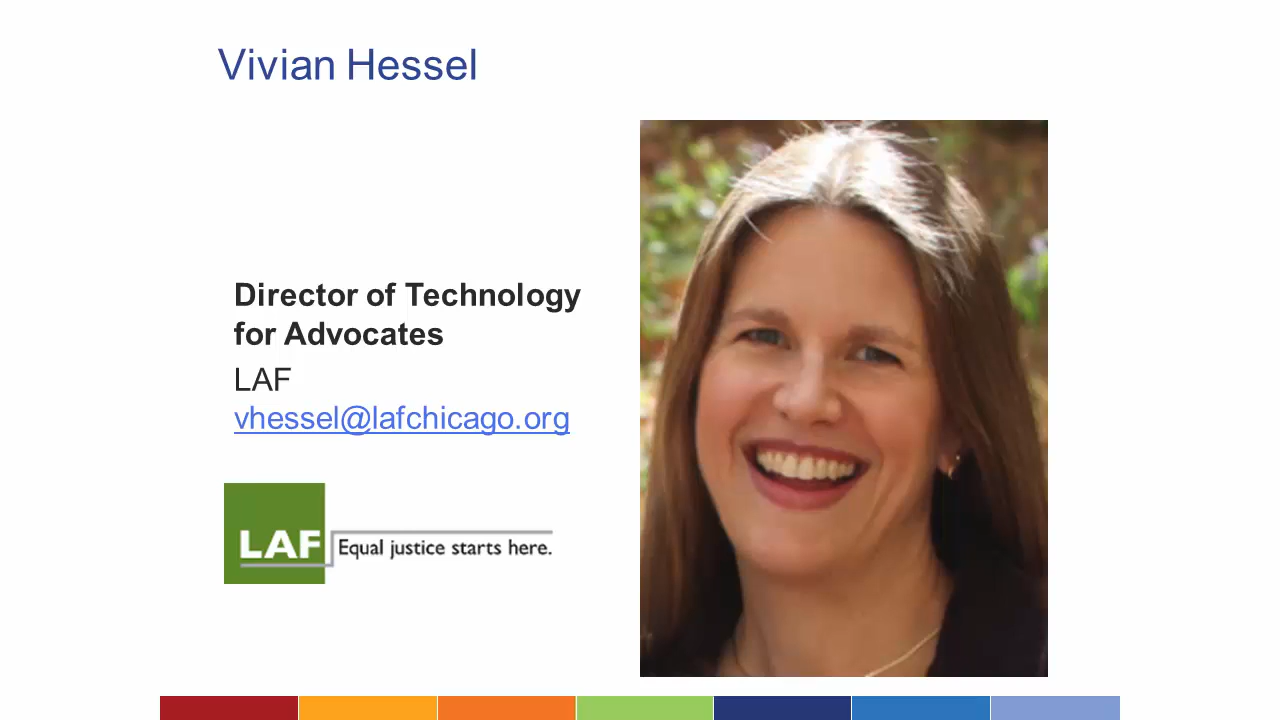 Vivian Hessel
Director of Technology
for Advocates
LAF
vhessel@lafchicago.org
LAF Equal justice starts here.